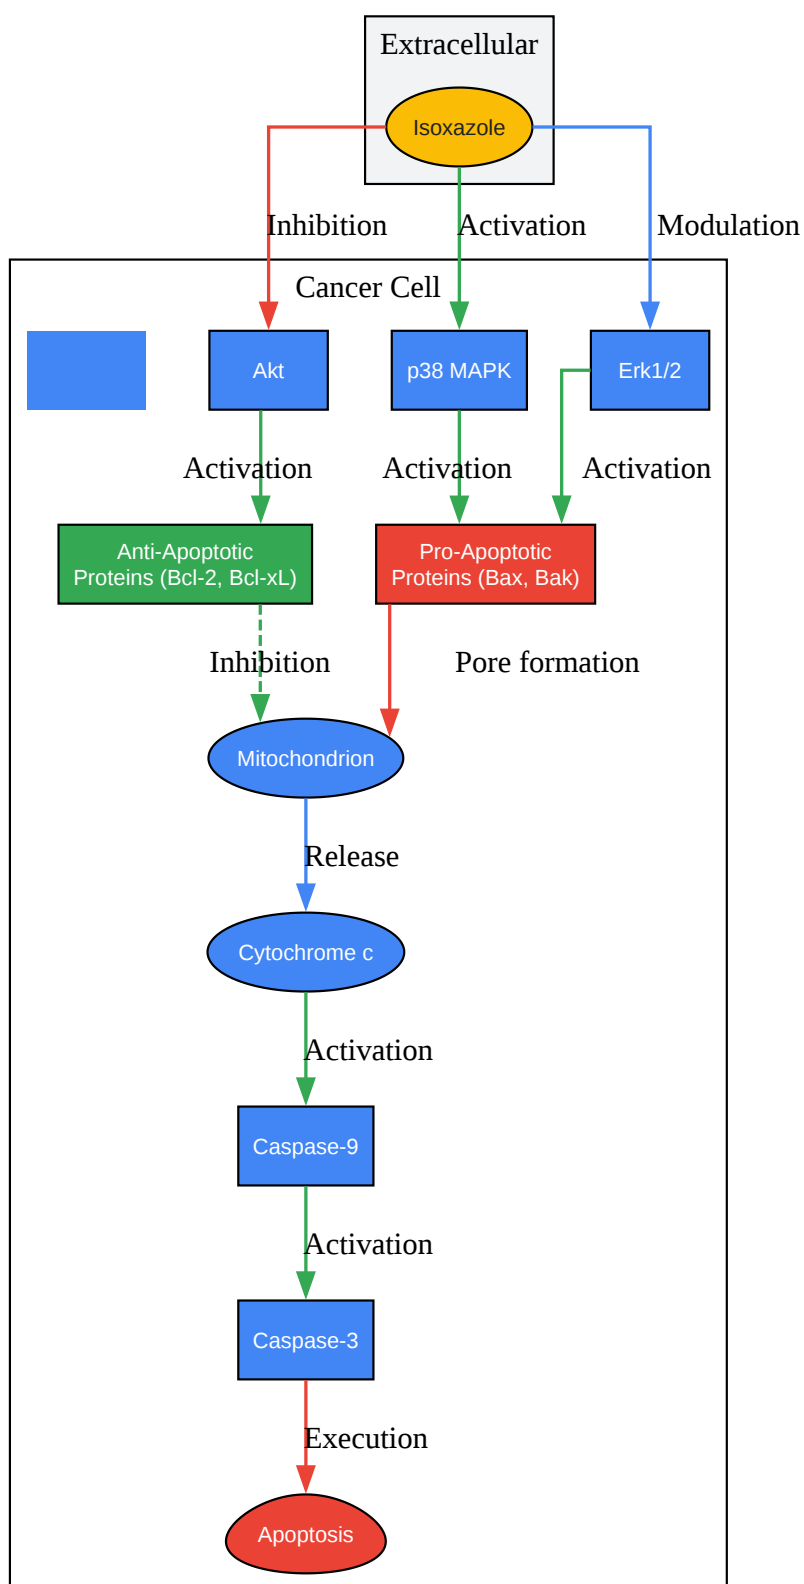 Extracellular
Isoxazole
Inhibition
Activation
Modulation
Cancer Cell
Akt
p38 MAPK
Erk1/2
Activation
Activation
Activation
Anti-Apoptotic
Proteins (Bcl-2, Bcl-xL)
Pro-Apoptotic
Proteins (Bax, Bak)
Inhibition
Pore formation
Mitochondrion
Release
Cytochrome c
Activation
Caspase-9
Activation
Caspase-3
Execution
Apoptosis